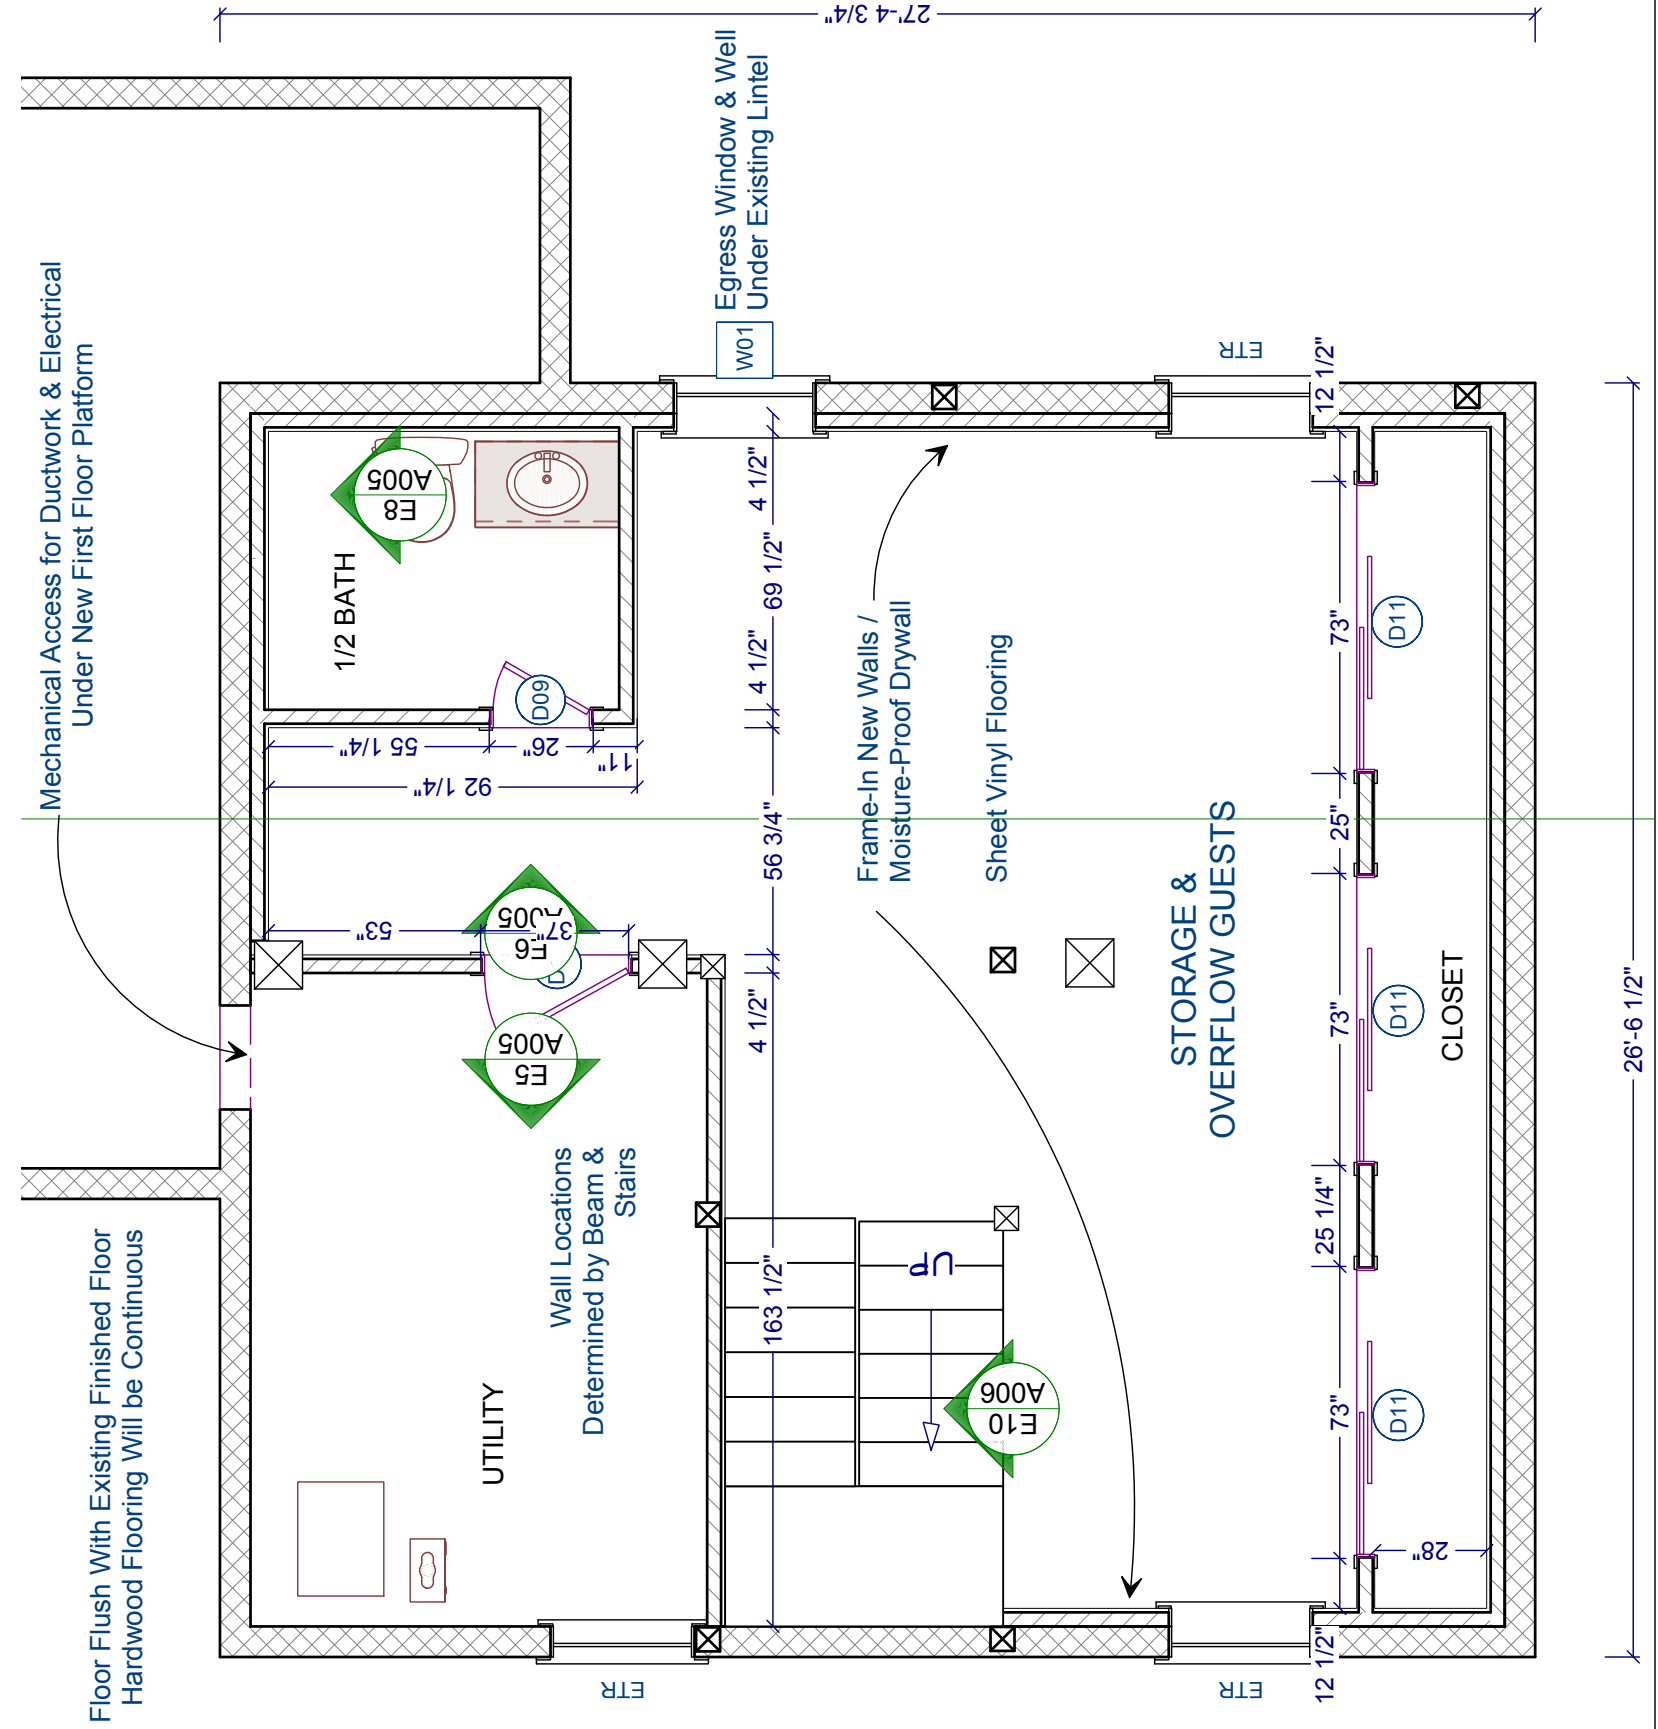 27'-4 3/4"
Mechanical Access for Ductwork & Electrical
Under New First Floor Platform
Egress Window & Well
Under Existing Lintel
W01
ETR
12 1/2"
A005
E8
1/2 BATH
D09
55 1/4"
26"
11"
92 1/4"
4 1/2"
69 1/2"
4 1/2"
56 3/4"
4 1/2"
163 1/2"
Frame-In New Walls /
Moisture-Proof Drywall
Sheet Vinyl Flooring
73"
D11
25"
53"
37"
A005
E6
A005
E5
STORAGE &
OVERFLOW GUESTS
73"
D11
CLOSET
26'-6 1/2"
Wall Locations
Determined by Beam &
Stairs
UP
25 1/4"
Floor Flush With Existing Finished Floor
Hardwood Flooring Will be Continuous
UTILITY
A006
E10
73"
D11
28"
12 1/2"
ETR
ETR